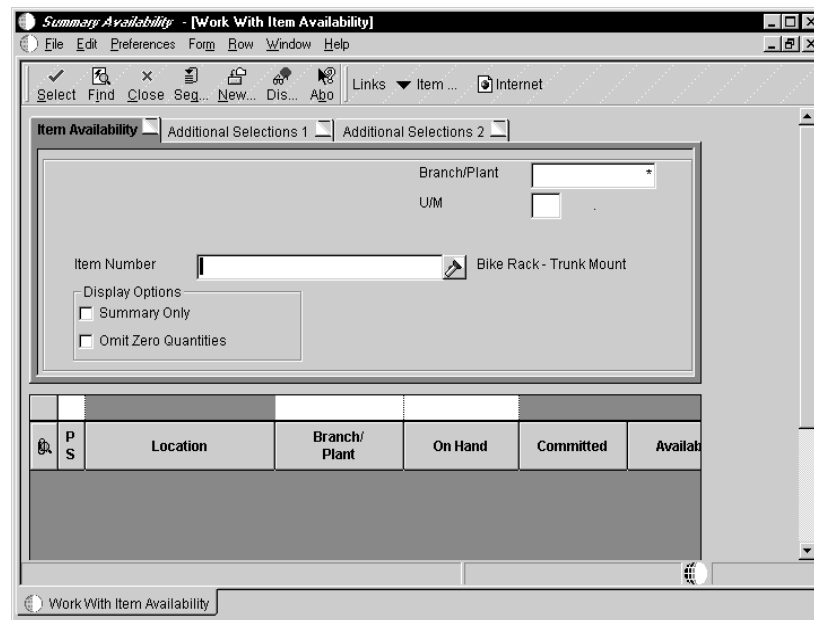 Summary Availability - [Work With Item Availability]
File Edit Preferences Form Row Window Help
Select Find Close Seq... New... Dis... Abo Links Item ... Internet
Item Availability Additional Selections 1 Additional Selections 2
Branch/Plant *
U/M .
Item Number Bike Rack - Trunk Mount
Display Options
Summary Only
Omit Zero Quantities
P S Location Branch/ Plant On Hand Committed Availab
Work With Item Availability